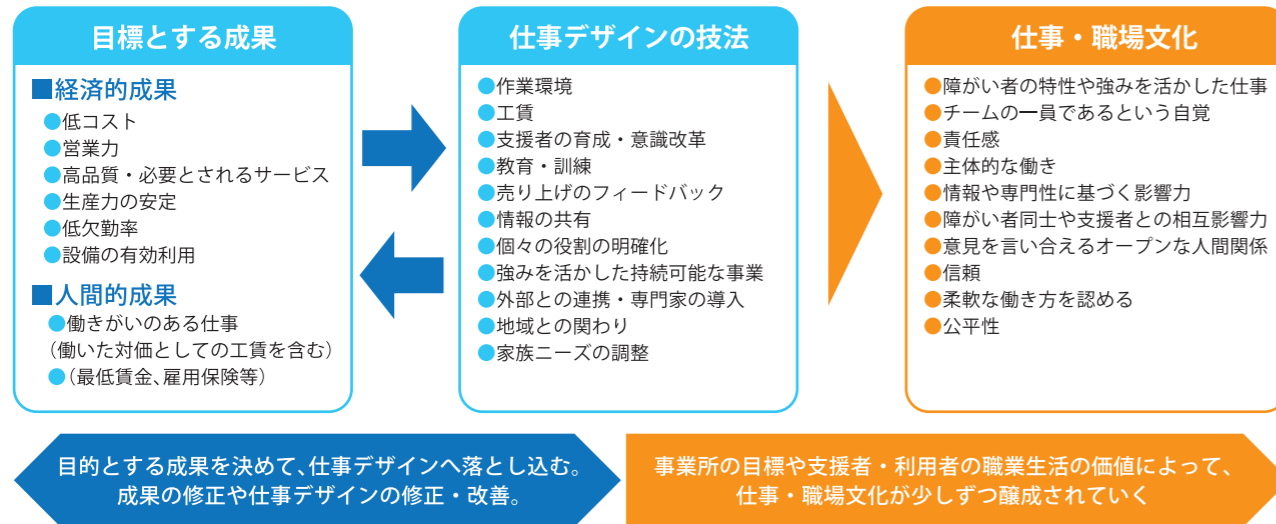 目標とする成果
■経済的成果
●低コスト
●営業力
●高品質・必要とされるサービス
●生産力の安定
●低欠勤率
●設備の有効利用
■人間的成果
●働きがいのある仕事
(働いた対価としての工賃を含む)
●(最低賃金、雇用保険等)
仕事デザインの技法
●作業環境
●工賃
●支援者の育成・意識改革
●教育・訓練
●売り上げのフィードバック
●情報の共有
●個々の役割の明確化
●強みを活かした持続可能な事業
●外部との連携・専門家の導入
●地域との関わり
●家族ニーズの調整
仕事・職場文化
●障がい者の特性や強みを活かした仕事
●チームの一員であるという自覚
●責任感
●主体的な働き
●情報や専門性に基づく影響力
●障がい者同士や支援者との相互影響力
●意見を言い合えるオープンな人間関係
●信頼
●柔軟な働き方を認める
●公平性
目的とする成果を決めて、仕事デザインへ落とし込む。
成果の修正や仕事デザインの修正・改善。
事業所の目標や支援者・利用者の職業生活の価値によって、
仕事・職場文化が少しずつ醸成されていく